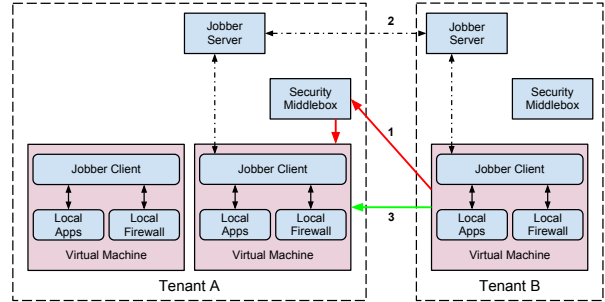 Jobber
Server
2
Jobber
Server
Security
Middlebox
Security
Middlebox
1
Jobber Client
Local
Apps
Local
Firewall
Virtual Machine
Jobber Client
Local
Apps
Local
Firewall
Virtual Machine
3
Jobber Client
Local
Apps
Local
Firewall
Virtual Machine
Tenant A
Tenant B